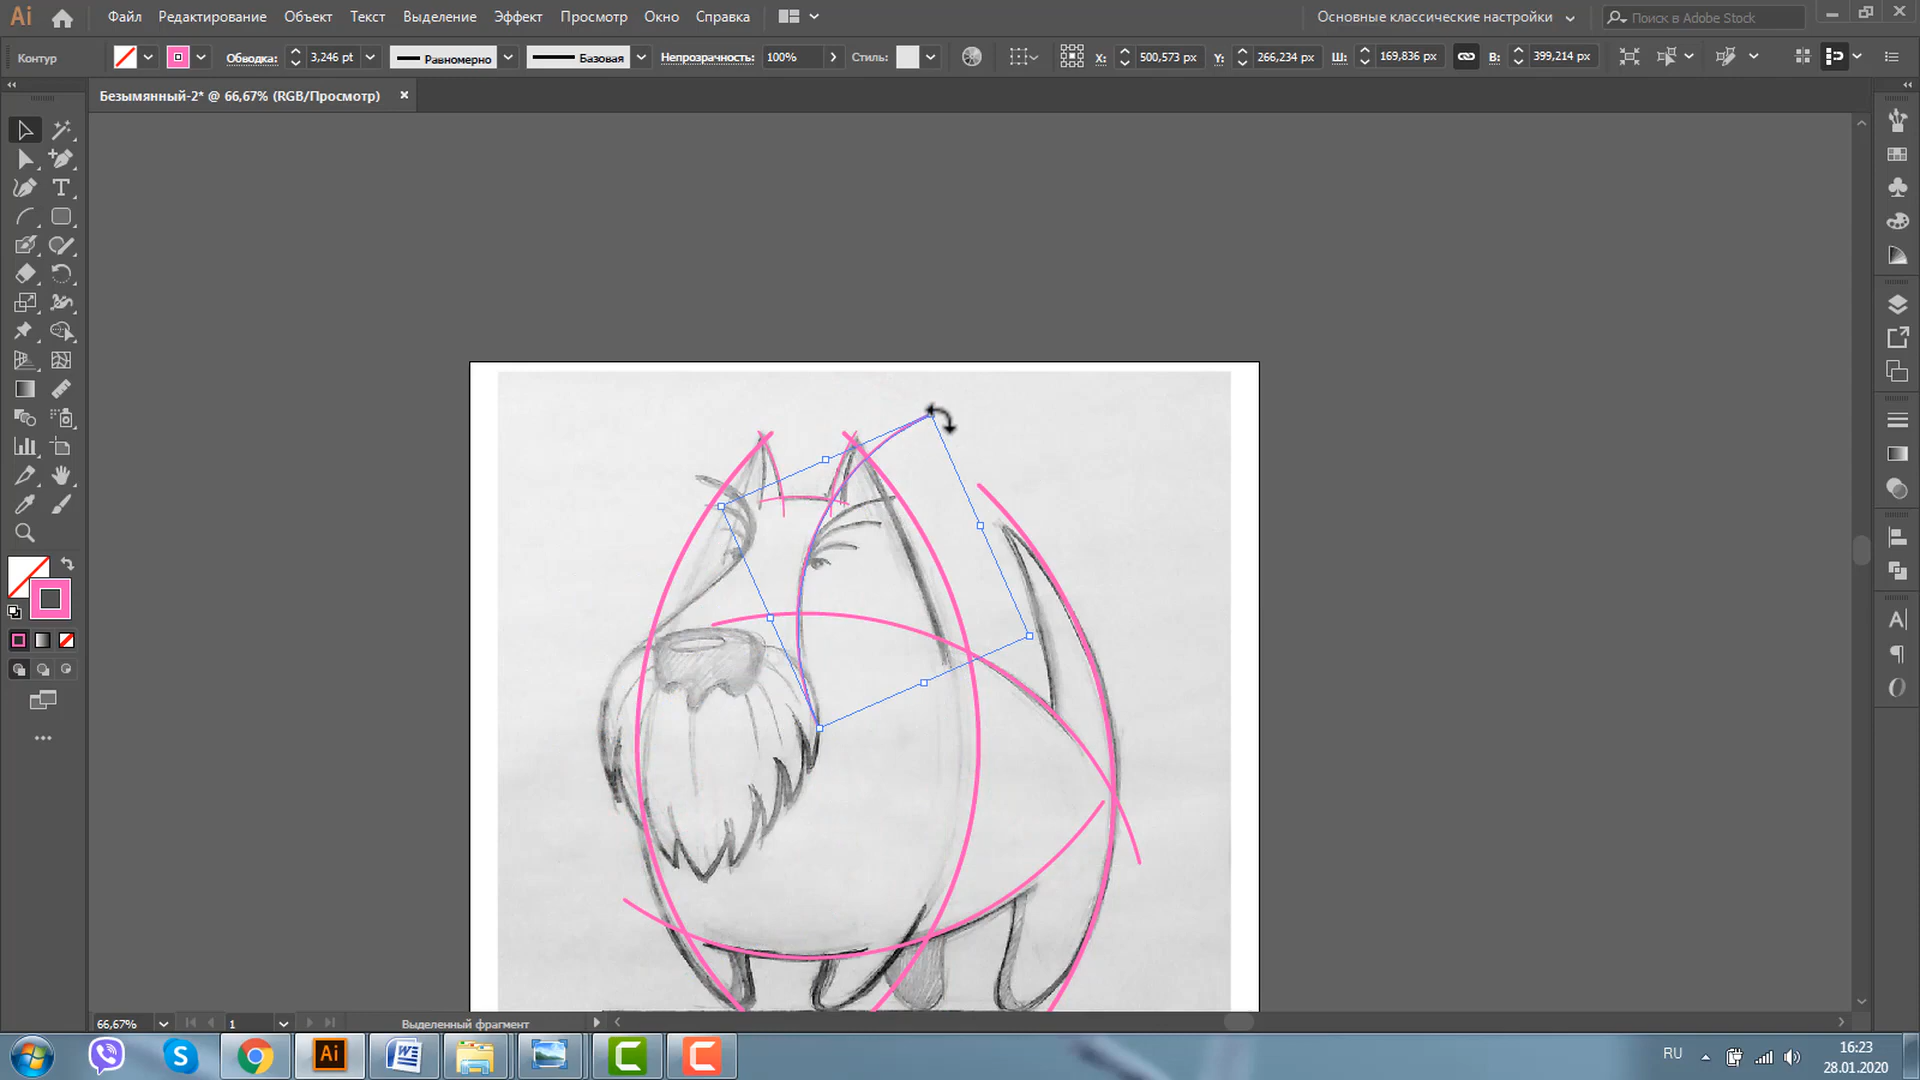 Ai Файл Редактирование Объект Текст Выделение Эффект Просмотр Окно Справка Основные классические настройки Поиск в Adobe Stock
Контур Обводка: 3,246 pt Равномерно Базовая Непрозрачность: 100% Стиль: X: 500,573 px Y: 266,234 px Ш: 169,836 px В: 399,214 px
Безымянный-2* @ 66,67% (RGB/Просмотр) ×
66,67% 1 Выделенный фрагмент
Ai RU 16:23
28.01.2020